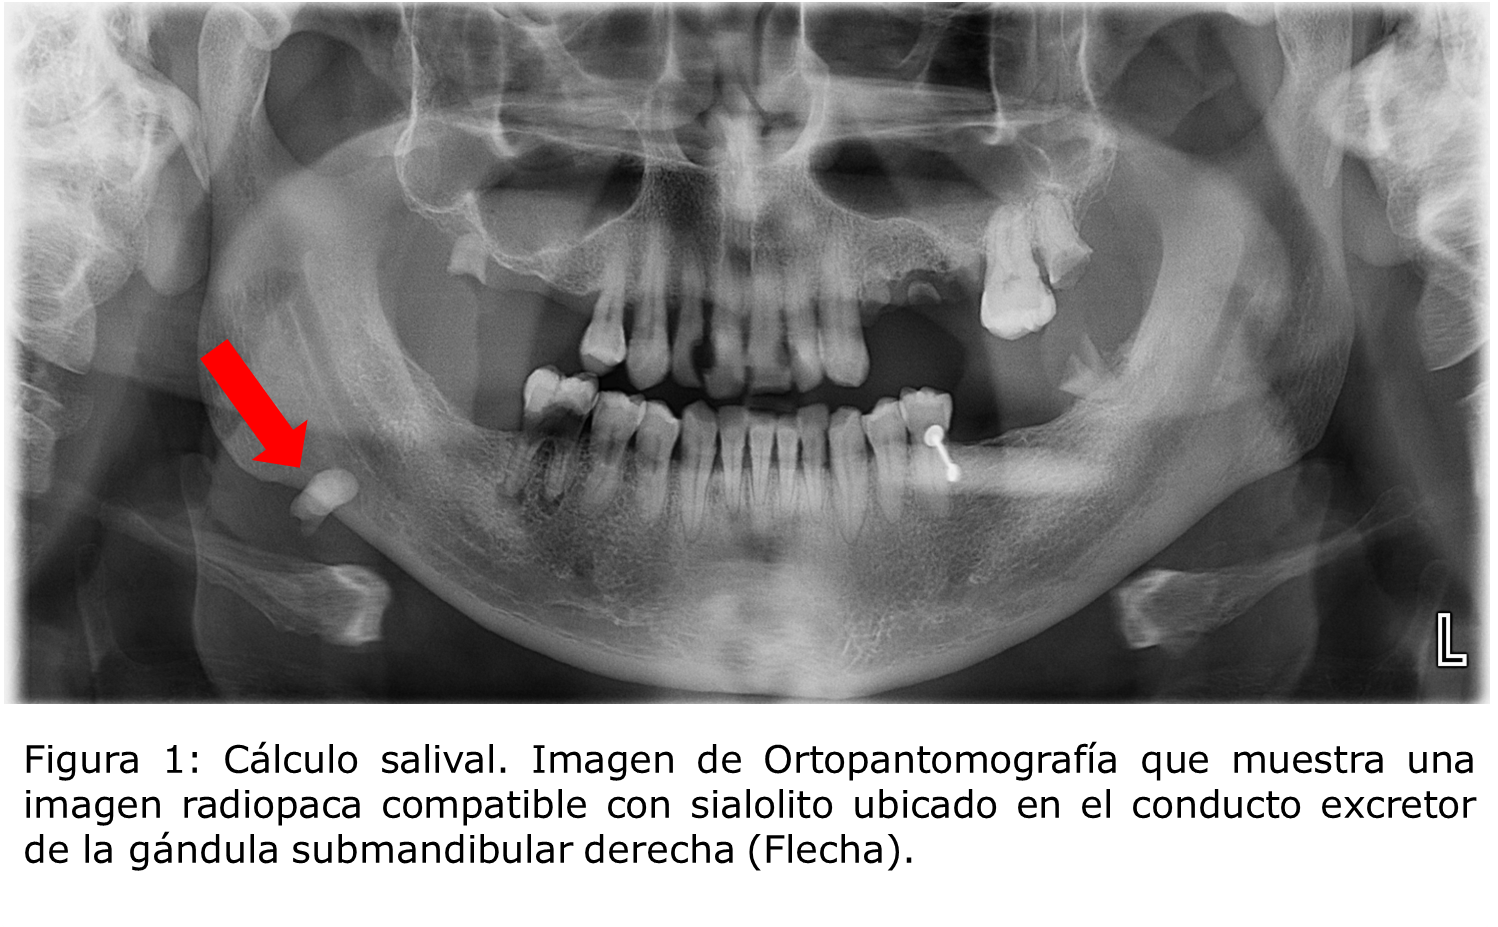 L
Figura 1: Cálculo salival. Imagen de Ortopantomografía que muestra una
imagen radiopaca compatible con sialolito ubicado en el conducto excretor
de la gándula submandibular derecha (Flecha).